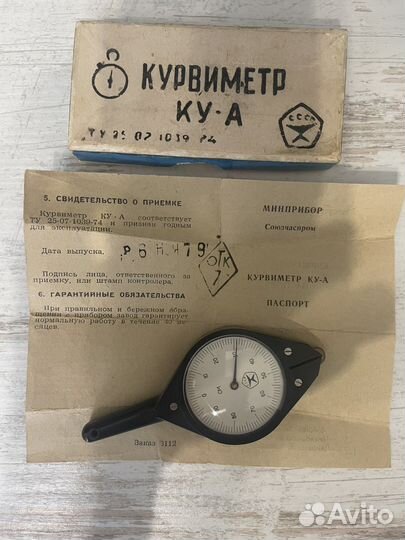 КУРВИМЕТР
КУ-А
СССР
ТУ 25 07 1039 74
5. СВИДЕТЕЛЬСТВО О ПРИЕМКЕ
Курвиметр КУ-А соответствует
ТУ 25-07-1039-74 и признан годным
для эксплуатации.
Дата выпуска.
ОТК
7
Подпись лица, ответственного за
приемку, или штамп контролера.
6. ГАРАНТИЙНЫЕ ОБЯЗАТЕЛЬСТВА
При правильном и бережном обра-
щении с прибором завод гарантирует
нормальную работу в течение
сяцев.
Заказ 3112
МИНПРИБОР
Союзчаспром
КУРВИМЕТР КУ-А
ПАСПОРТ
Avito